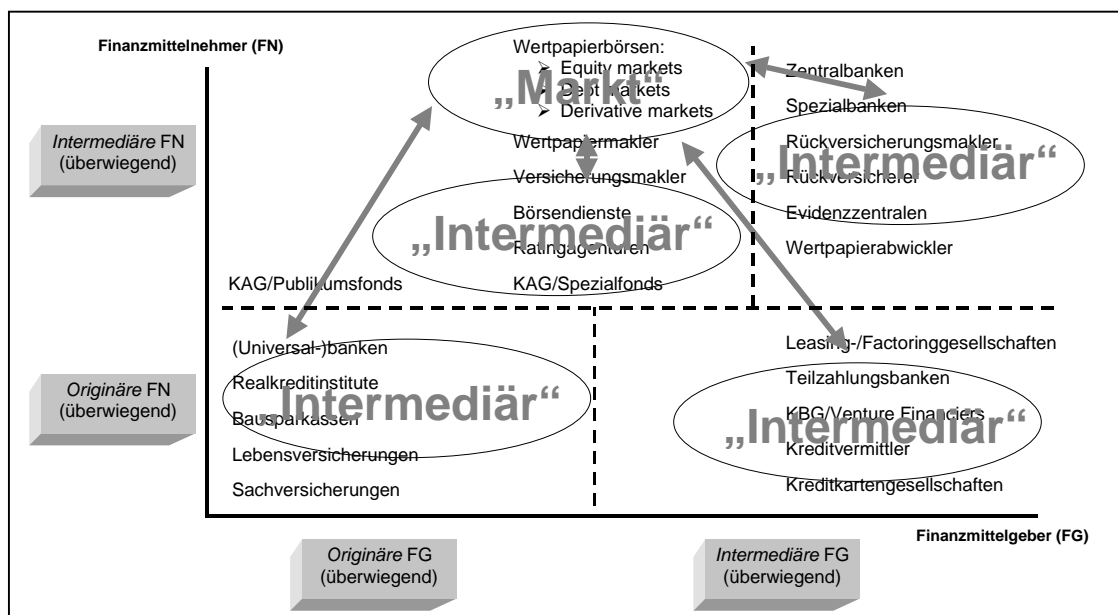 Finanzmittelnehmer (FN)
Wertpapierbörsen:
➢ Equity markets
➢ Dept markets
➢ Derivative markets
„Markt“
Wertpapiermakler
Versicherungsmakler
Börsendienste
„Intermediär“
Ratingagenturen
KAG/Spezialfonds
KAG/Publikumsfonds
Zentralbanken
Spezialbanken
Rückversicherungsmakler
„Intermediär“
Rückversicherer
Evidenzzentralen
Wertpapierabwickler
Intermediäre FN
(überwiegend)
Originäre FN
(überwiegend)
(Universal-)banken
Realkreditinstitute
„Intermediär“
Bausparkassen
Lebensversicherungen
Sachversicherungen
Leasing-/Factoringgesellschaften
Teilzahlungsbanken
KBG/Venture Financiers
„Intermediär“
Kreditvermittler
Kreditkartengesellschaften
Finanzmittelgeber (FG)
Originäre FG
(überwiegend)
Intermediäre FG
(überwiegend)